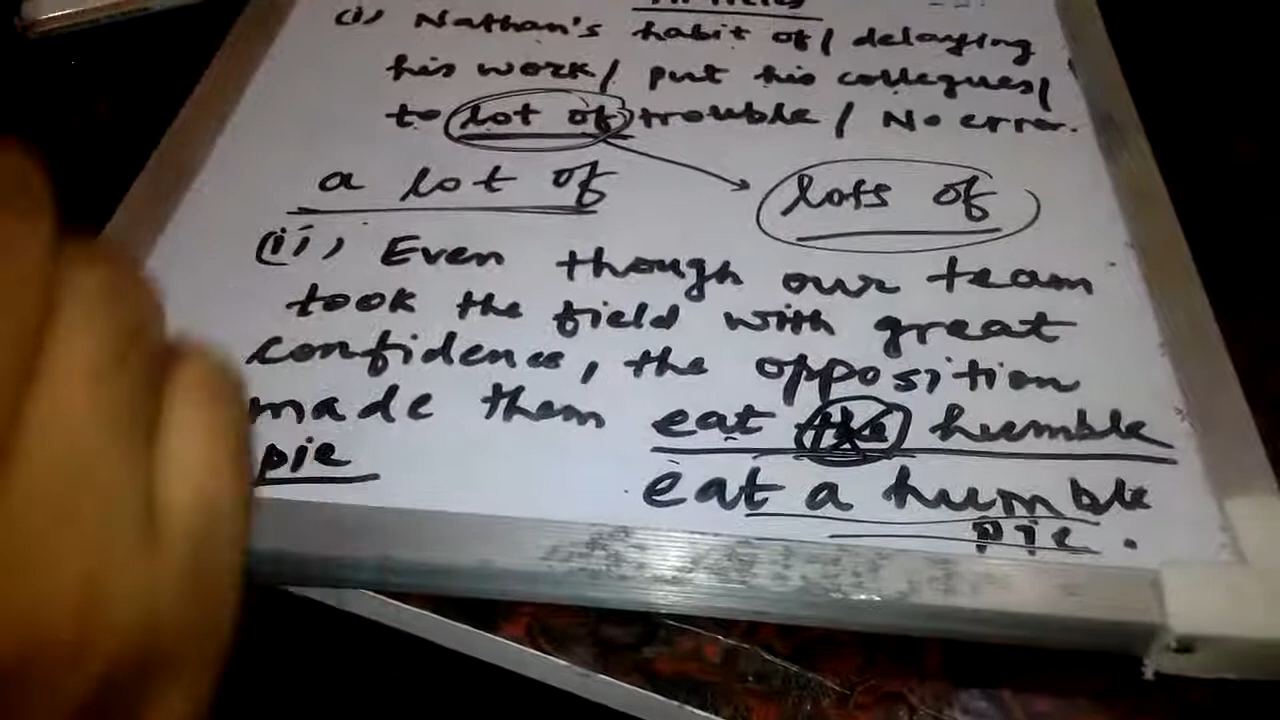 Articles
(i) Nathan's habit of / delaying
his work / put his collegues /
to lot of trouble / No error.
a lot of lots of
(ii) Even though our team
took the field with great
confidence, the opposition
made them eat the humble
pie
eat a humble
pie.